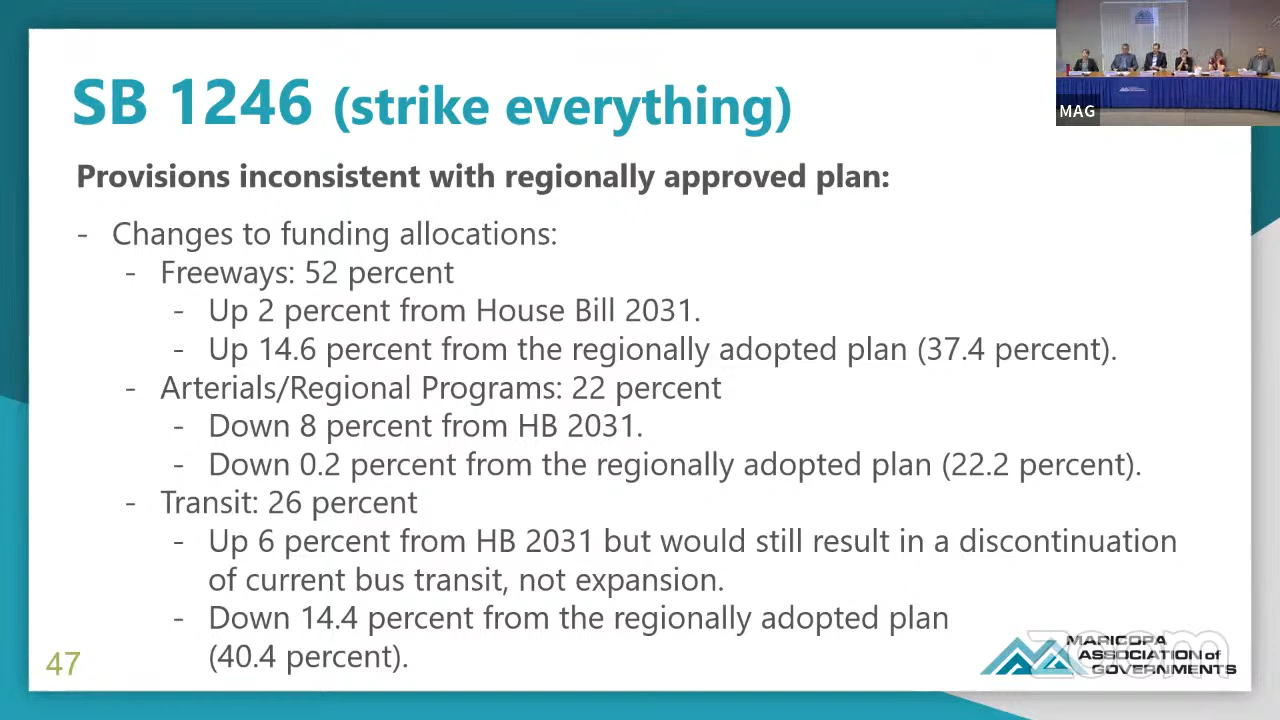 SB 1246 (strike everything)
MAG
Provisions inconsistent with regionally approved plan:
- Changes to funding allocations:
- Freeways: 52 percent
- Up 2 percent from House Bill 2031.
- Up 14.6 percent from the regionally adopted plan (37.4 percent).
- Arterials/Regional Programs: 22 percent
- Down 8 percent from HB 2031.
- Down 0.2 percent from the regionally adopted plan (22.2 percent).
- Transit: 26 percent
- Up 6 percent from HB 2031 but would still result in a discontinuation
of current bus transit, not expansion.
- Down 14.4 percent from the regionally adopted plan
(40.4 percent).
47
MARICOPA
ASSOCIATION of
GOVERNMENTS
zoom